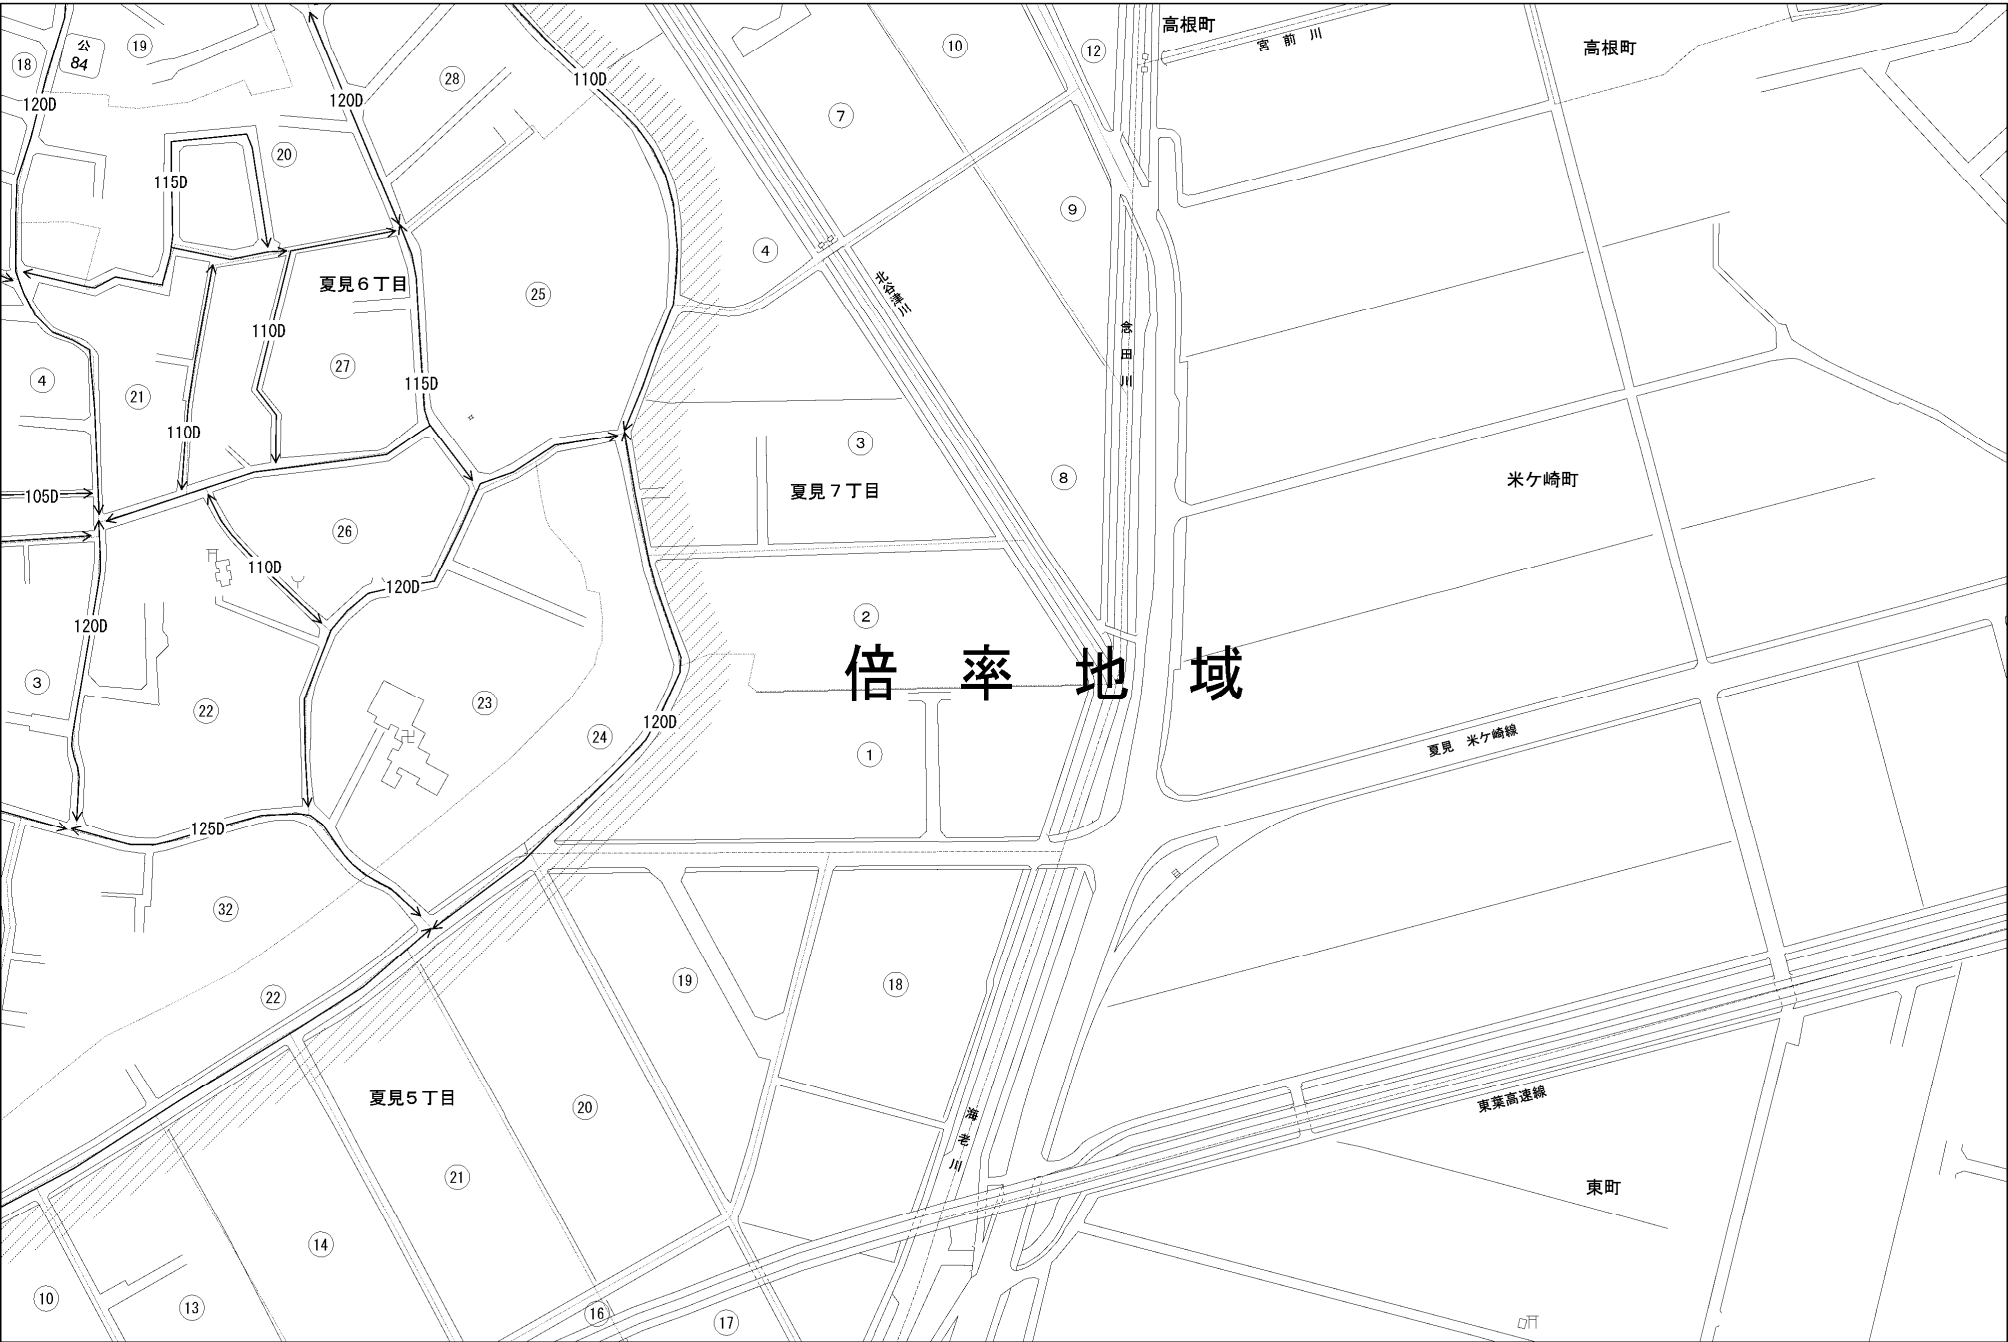 高根町
宮前川
高根町
公
84
19
18
10
12
28
110D
120D
120D
7
20
115D
9
4
北谷津川
夏見６丁目
25
110D
念田川
27
115D
4
21
110D
3
夏見７丁目
8
米ケ崎町
105D
26
110D
120D
2
120D
倍率地域
3
22
23
24
120D
1
夏見 米ケ崎線
125D
32
19
18
22
夏見５丁目
20
海老川
東葉高速線
21
東町
14
10
13
16
17